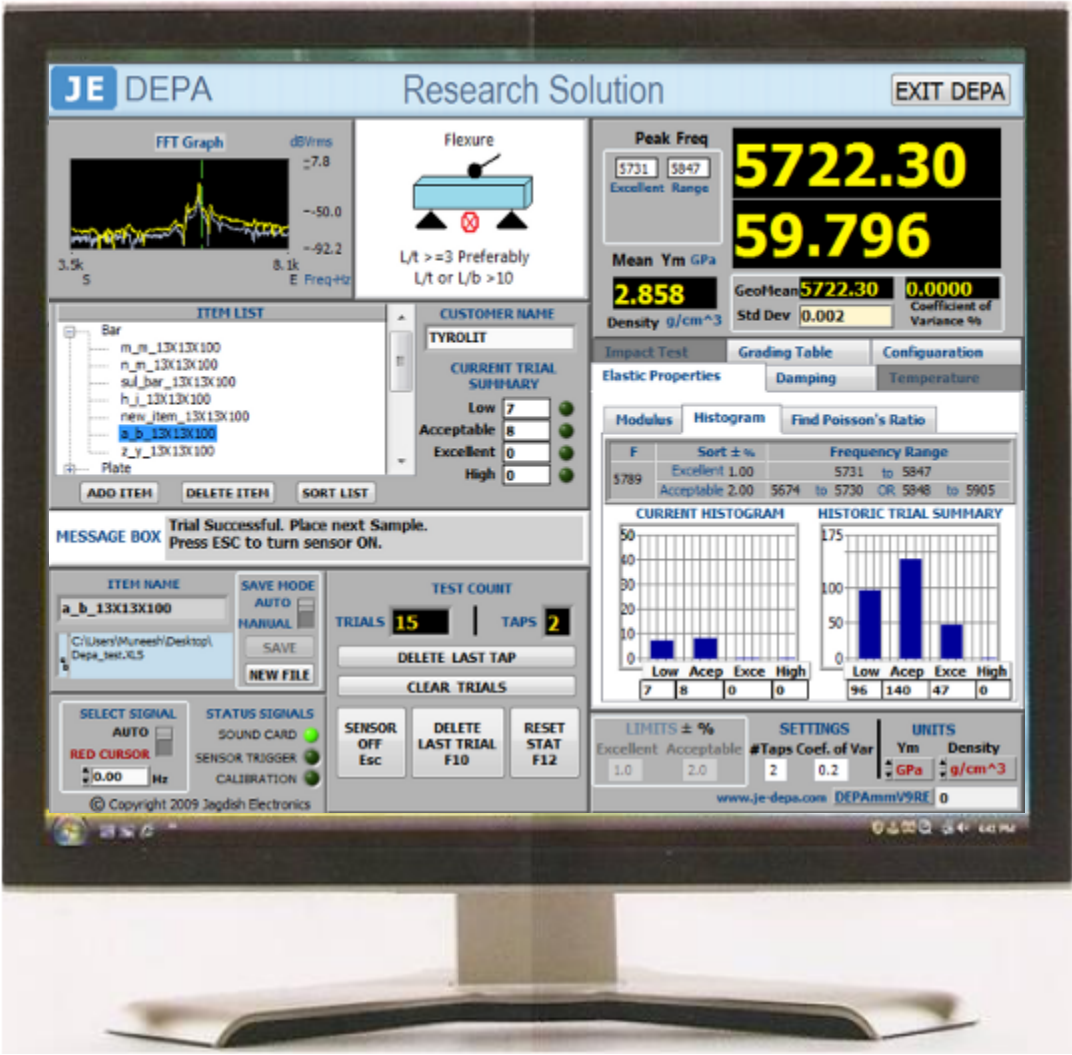 JE DEPA Research Solution EXIT DEPA
FFT Graph dBVrms
-7.8
-50.0
-92.2
3.5k 8.1k
S E Freq-Hz
Flexure
L/t >=3 Preferably
L/t or L/b >10
Peak Freq
5731 5847
Excellent Range
5722.30
59.796
Mean Ym GPa
2.858
Density g/cm^3
GeoMean 5722.30 0.0000
Std Dev 0.002 Coefficient of
Variance %
ITEM LIST
Bar
m_m_13X13X100
n_m_13X13X100
sul_bar_13X13X100
h_j_13X13X100
new_item_13X13X100
a_b_13X13X100
z_y_13X13X100
Plate
ADD ITEM DELETE ITEM SORT LIST
CUSTOMER NAME
TYROLIT
CURRENT TRIAL
SUMMARY
Low 7
Acceptable 8
Excellent 0
High 0
Impact Test Grading Table Configuaration
Elastic Properties Damping Temperature
Modulus Histogram Find Poisson's Ratio
F Sort ± % Frequency Range
5789 Excellent 1.00 5731 to 5847
Acceptable 2.00 5674 to 5730 OR 5848 to 5905
CURRENT HISTOGRAM
50
40
30
20
10
0
Low Acep Exce High
7 8 0 0
HISTORIC TRIAL SUMMARY
175
100
50
0
Low Acep Exce High
96 140 47 0
MESSAGE BOX Trial Successful. Place next Sample.
Press ESC to turn sensor ON.
ITEM NAME
a_b_13X13X100
C:\Users\Muneesh\Desktop\
Depa_test.XLS
SAVE MODE
AUTO
MANUAL
SAVE
NEW FILE
TEST COUNT
TRIALS 15 TAPS 2
DELETE LAST TAP
CLEAR TRIALS
SENSOR
OFF
Esc
DELETE
LAST TRIAL
F10
RESET
STAT
F12
SELECT SIGNAL
AUTO
RED CURSOR
0.00 Hz
STATUS SIGNALS
SOUND CARD
SENSOR TRIGGER
CALIBRATION
© Copyright 2009 Jagdish Electronics
LIMITS ± %
Excellent Acceptable
1.0 2.0
SETTINGS
#Taps Coef. of Var
2 0.2
UNITS
Ym Density
GPa g/cm^3
www.je-depa.com DEPAmmV9RE 0